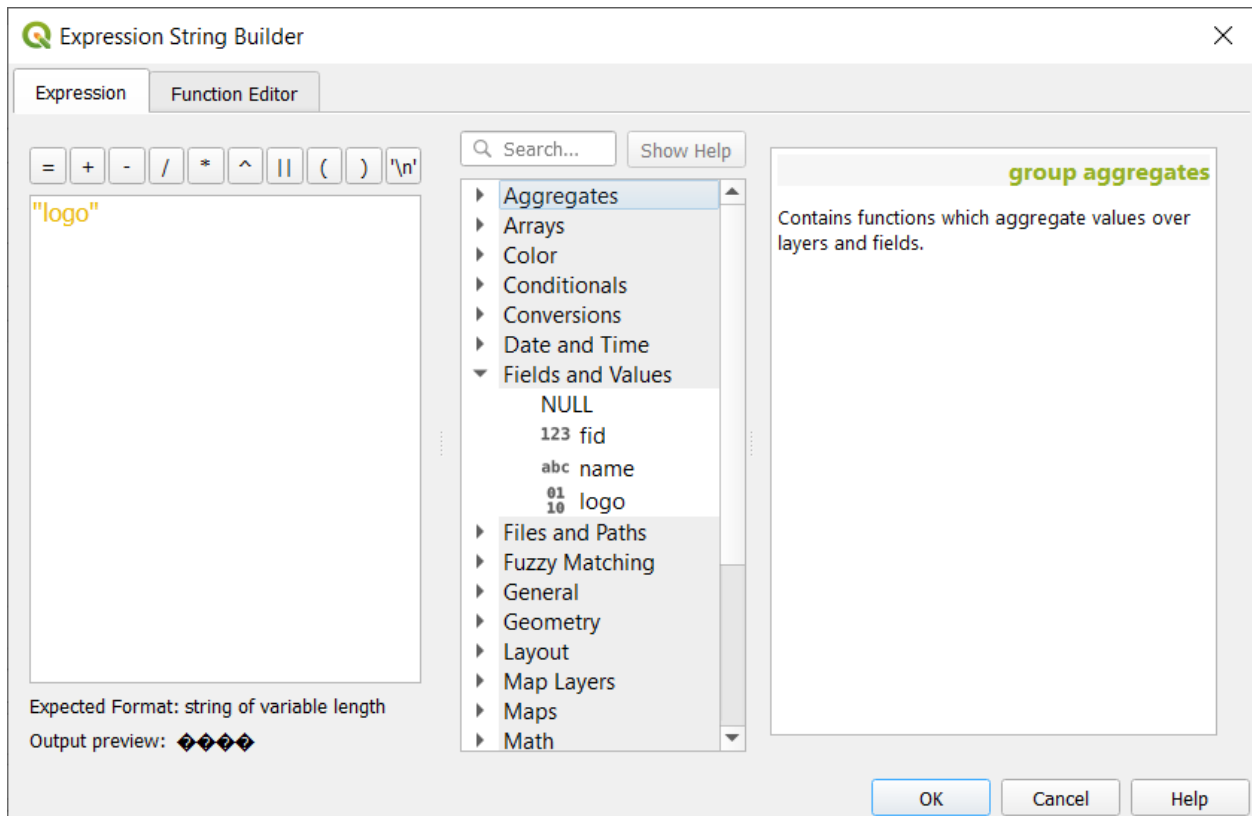 Expression String Builder
Expression
Function Editor
= + - / * ^ || ( ) '\n'
"logo"
Expected Format: string of variable length
Output preview: ����
Search...
Show Help
Aggregates
Arrays
Color
Conditionals
Conversions
Date and Time
Fields and Values
NULL
123 fid
abc name
01
10 logo
Files and Paths
Fuzzy Matching
General
Geometry
Layout
Map Layers
Maps
Math
group aggregates
Contains functions which aggregate values over
layers and fields.
OK
Cancel
Help